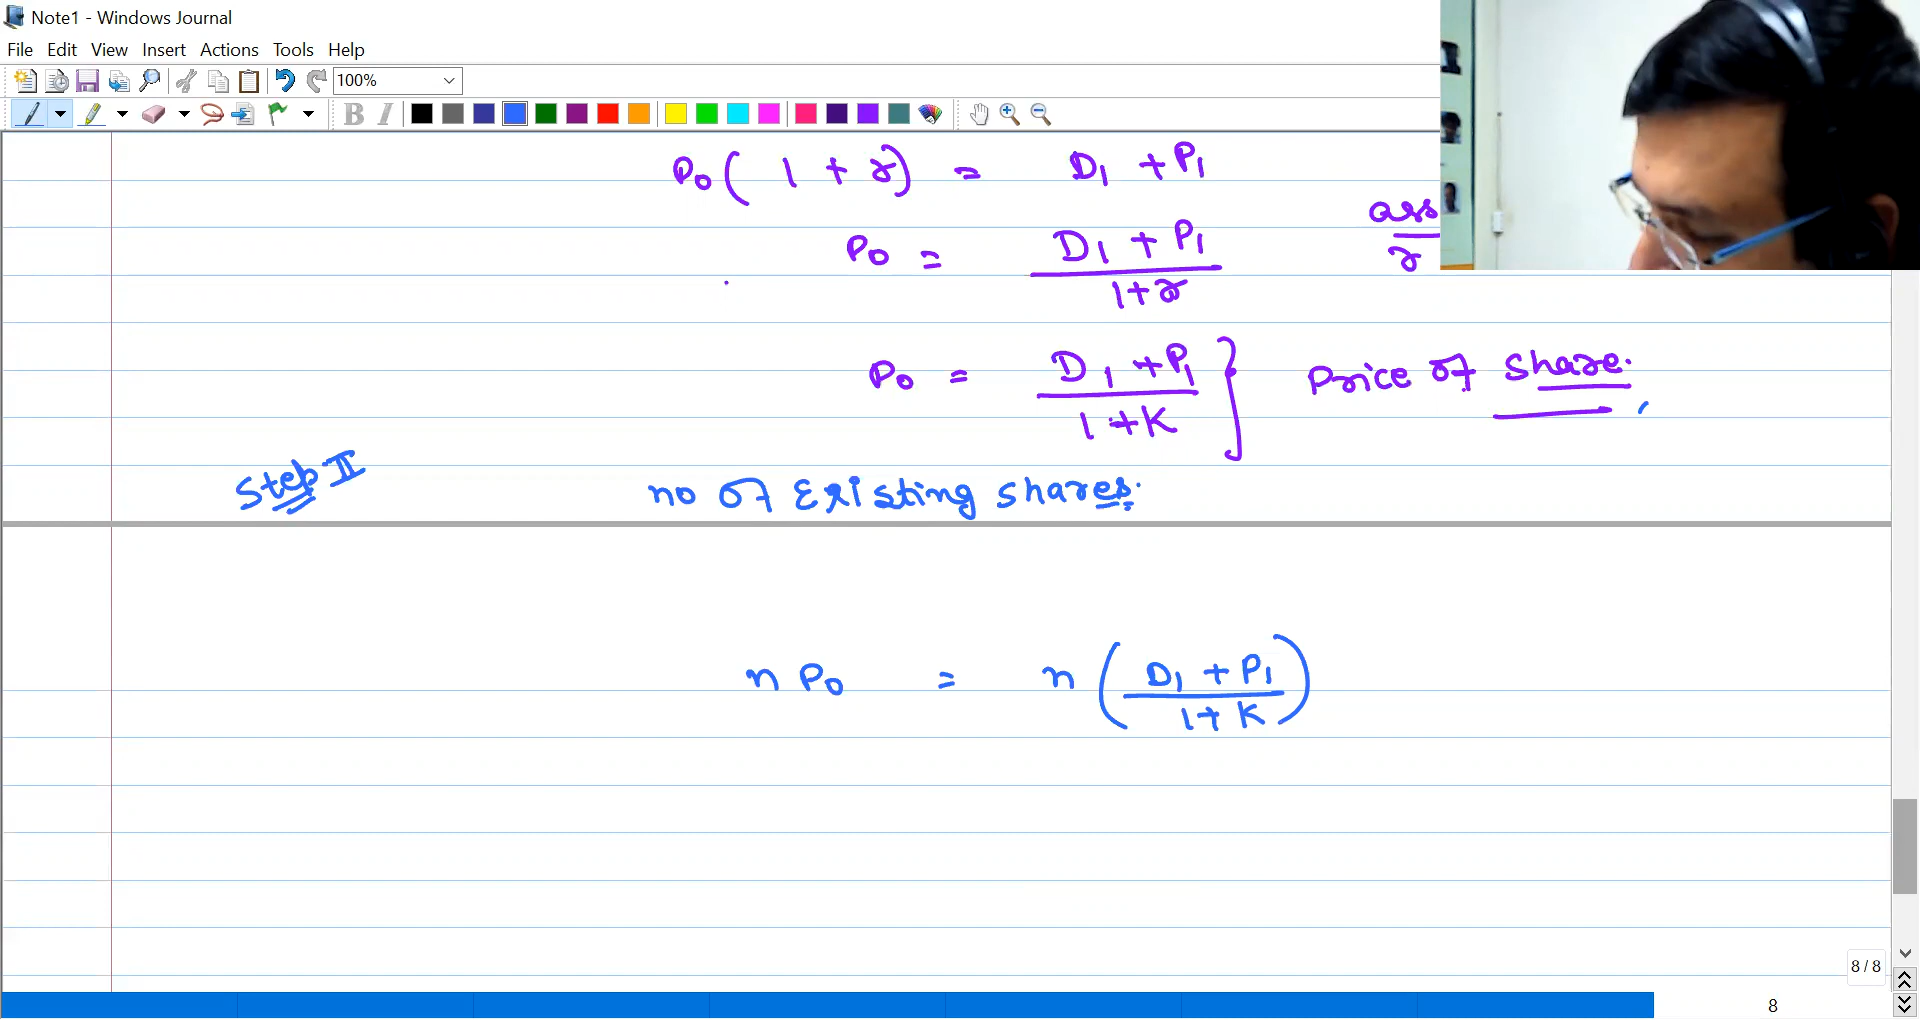 Note1 - Windows Journal
File Edit View Insert Actions Tools Help
100%
B I
P₀ ( 1 + r ) = D₁ + P₁
P₀ = D₁ + P₁
1 + r
ass
r
P₀ = D₁ + P₁ } Price of share.
1 + K
Step II no of Existing shares.
n P₀ = n ( D₁ + P₁ )
1 + K
8 / 8
8